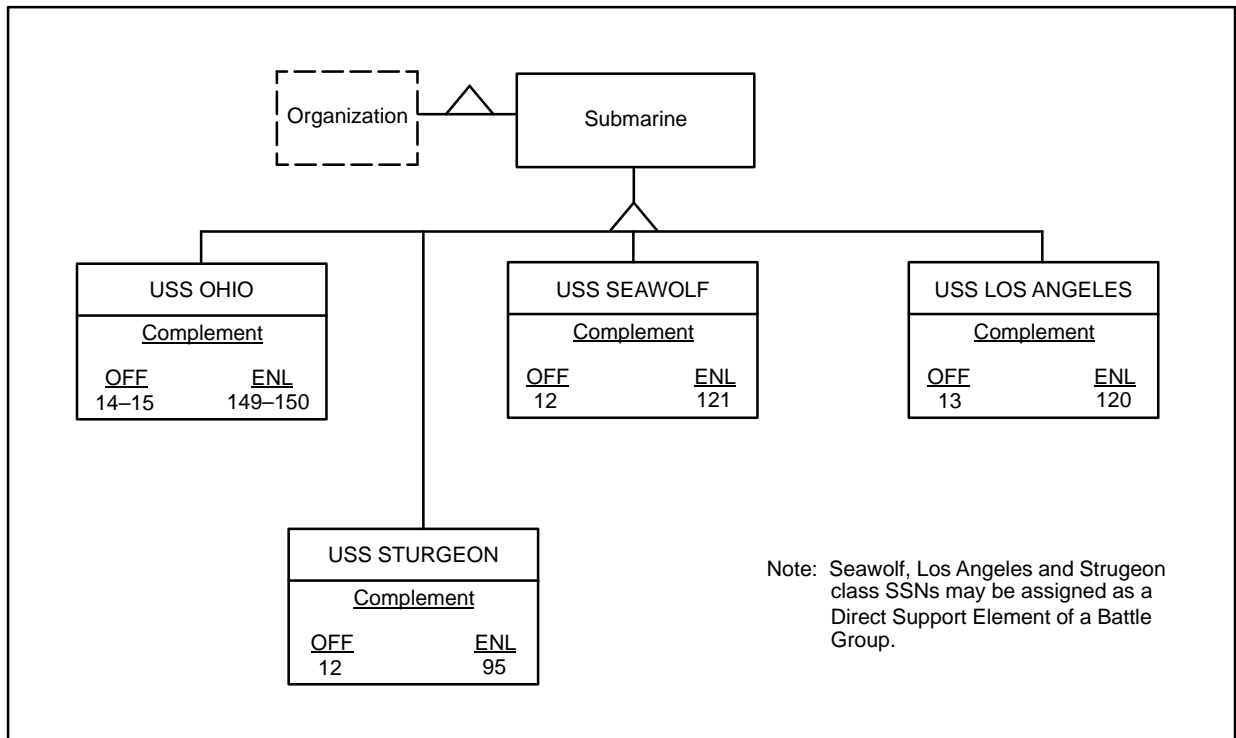 Organization
Submarine
USS OHIO
Complement
OFF ENL
14–15 149–150
USS SEAWOLF
Complement
OFF ENL
12 121
USS LOS ANGELES
Complement
OFF ENL
13 120
USS STURGEON
Complement
OFF ENL
12 95
Note: Seawolf, Los Angeles and Strugeon
class SSNs may be assigned as a
Direct Support Element of a Battle
Group.